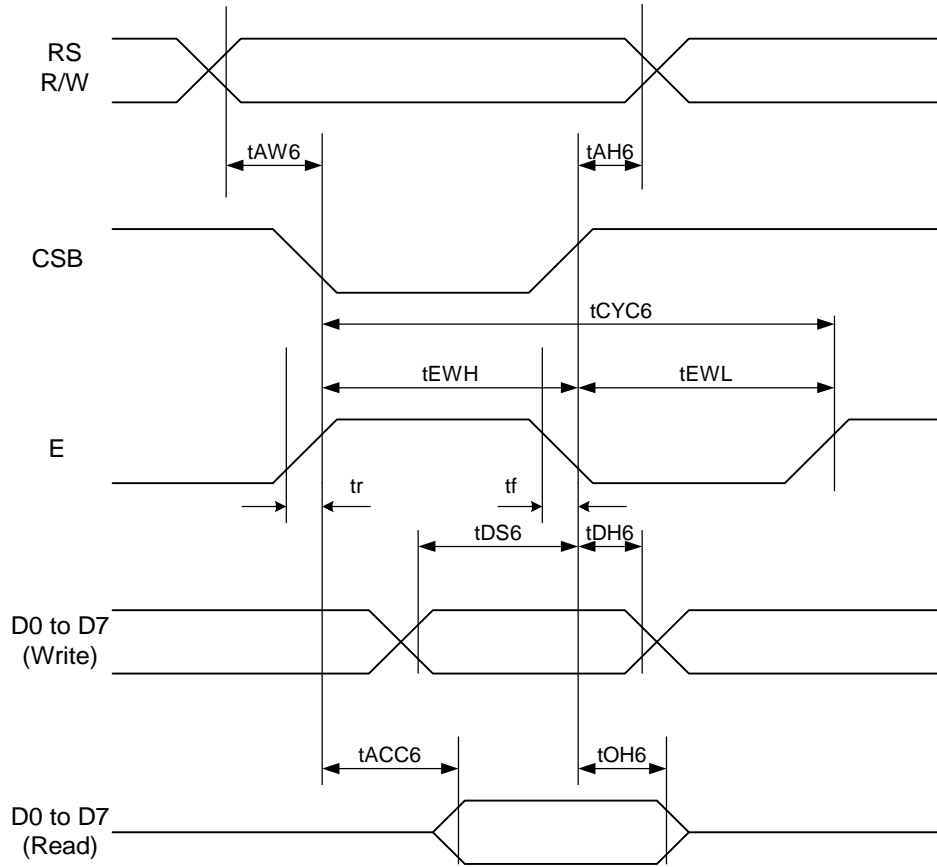 RS
R/W
tAW6
tAH6
CSB
tCYC6
tEWH
tEWL
E
tr
tf
tDS6
tDH6
D0 to D7
(Write)
tACC6
tOH6
D0 to D7
(Read)